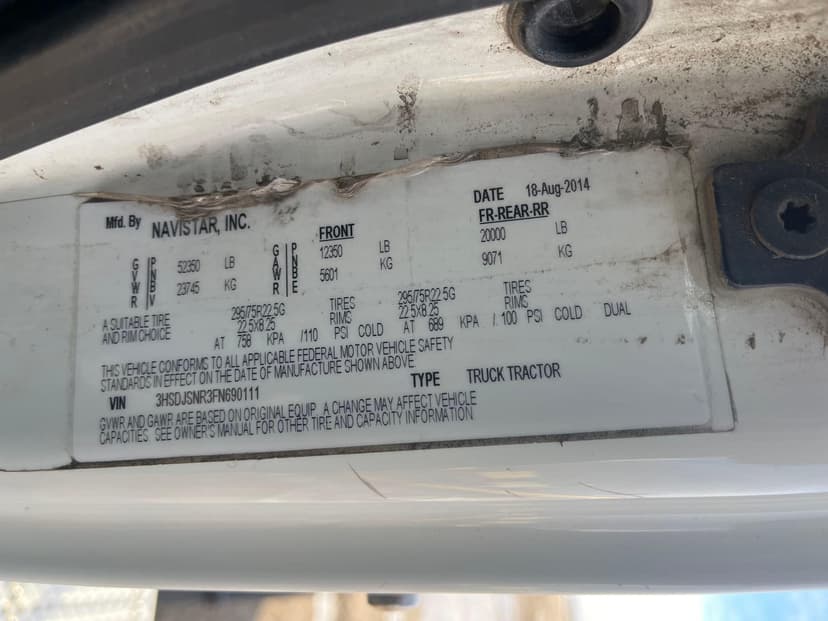 Mfd. By NAVISTAR, INC. DATE 18-Aug-2014
FRONT FR-REAR-RR
GVWR PNBV 52350 LB GAWR PNBE 12350 LB 20000 LB
23745 KG 5601 KG 9071 KG
A SUITABLE TIRE 295/75R22.5G TIRES 295/75R22.5G TIRES
AND RIM CHOICE 22.5X8.25 RIMS 22.5X8.25 RIMS
AT 758 KPA /110 PSI COLD AT 689 KPA /.100 PSI COLD DUAL
THIS VEHICLE CONFORMS TO ALL APPLICABLE FEDERAL MOTOR VEHICLE SAFETY
STANDARDS IN EFFECT ON THE DATE OF MANUFACTURE SHOWN ABOVE.
VIN 3HSDJSNR3FN690111 TYPE TRUCK TRACTOR
GVWR AND GAWR ARE BASED ON ORIGINAL EQUIP. A CHANGE MAY AFFECT VEHICLE
CAPACITIES. SEE OWNER'S MANUAL FOR OTHER TIRE AND CAPACITY INFORMATION